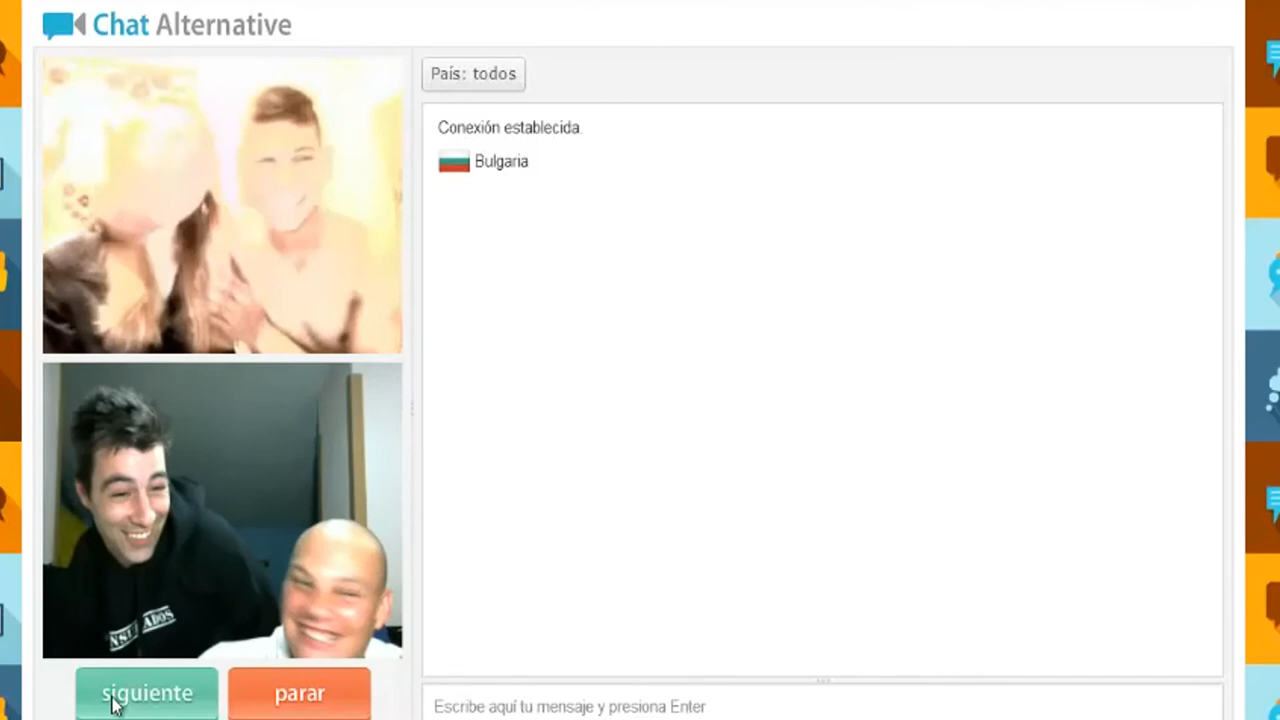 Chat Alternative
País: todos
Conexión establecida.
Bulgaria
siguiente
parar
Escribe aquí tu mensaje y presiona Enter